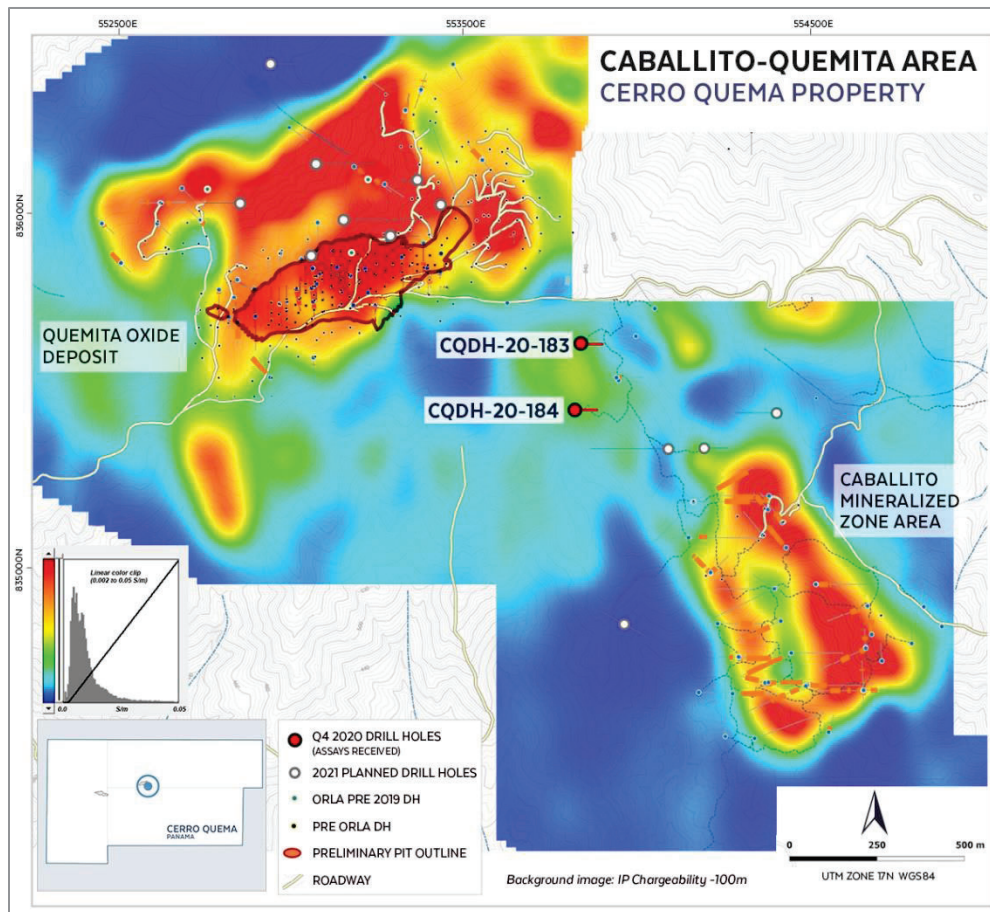 552500E
553500E
554500E
CABALLITO-QUEMITA AREA
CERRO QUEMA PROPERTY
836000N
QUEMITA OXIDE
DEPOSIT
CQDH-20-183
CQDH-20-184
CABALLITO
MINERALIZED
ZONE AREA
835000N
Linear color clip
(0.002 to 0.05 S/m)
0.0
S/m
0.05
CERRO QUEMA
PANAMA
Q4 2020 DRILL HOLES
(ASSAYS RECEIVED)
2021 PLANNED DRILL HOLES
ORLA PRE 2019 DH
PRE ORLA DH
PRELIMINARY PIT OUTLINE
ROADWAY
Background image: IP Chargeability -100m
0
250
500 m
UTM ZONE 17N WGS84